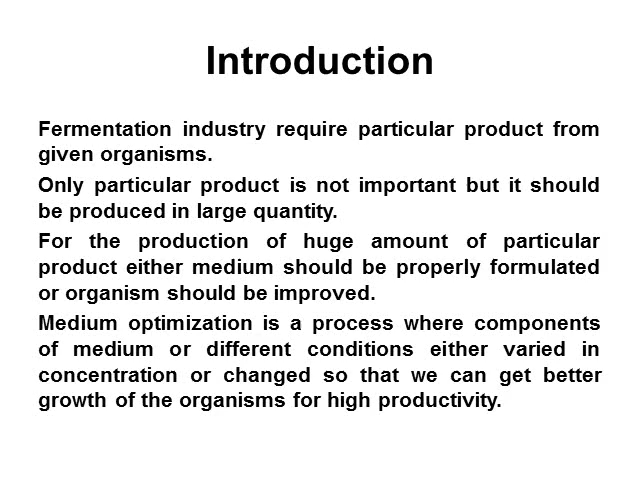 Introduction
Fermentation industry require particular product from
given organisms.
Only particular product is not important but it should
be produced in large quantity.
For the production of huge amount of particular
product either medium should be properly formulated
or organism should be improved.
Medium optimization is a process where components
of medium or different conditions either varied in
concentration or changed so that we can get better
growth of the organisms for high productivity.